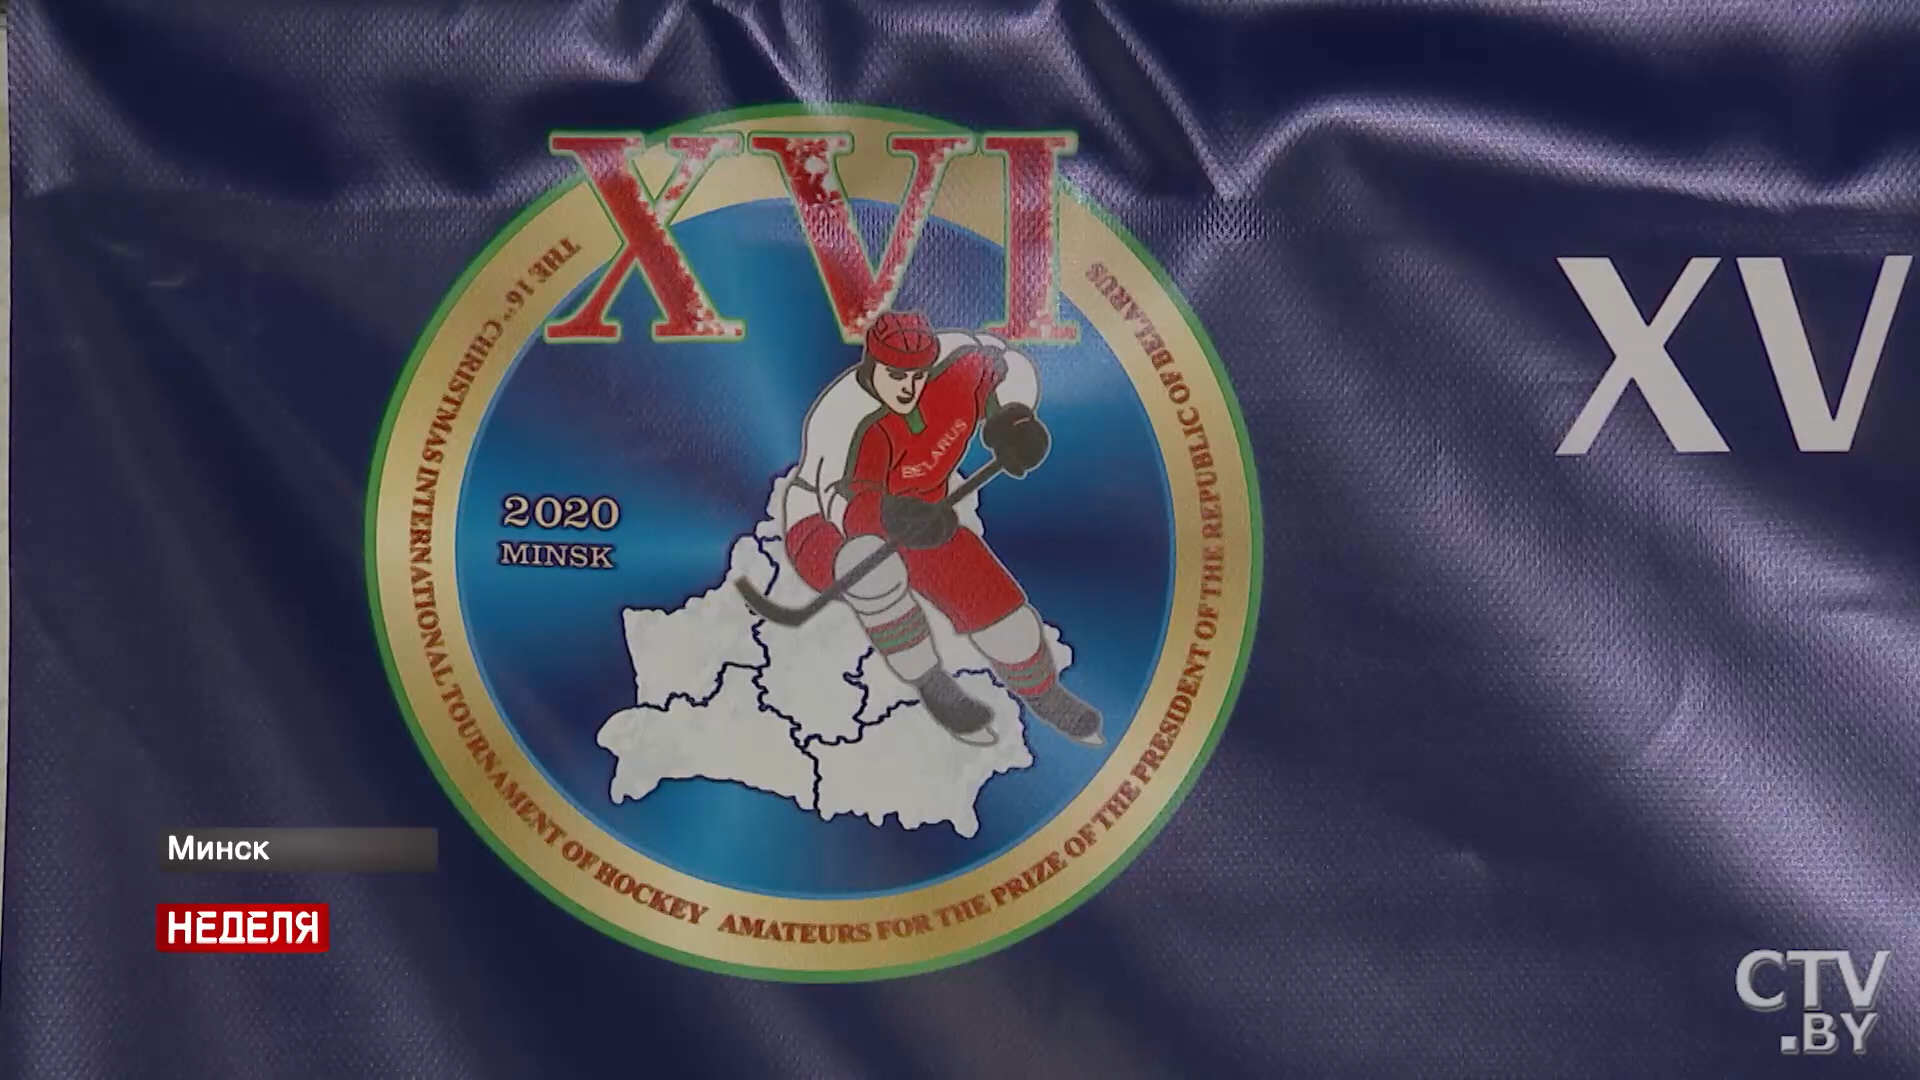 XVI
THE 16th CHRISTMAS INTERNATIONAL TOURNAMENT OF HOCKEY AMATEURS FOR THE PRIZE OF THE PRESIDENT OF THE REPUBLIC OF BELARUS
XV
BELARUS
2020
MINSK
Минск
НЕДЕЛЯ
CTV
.BY